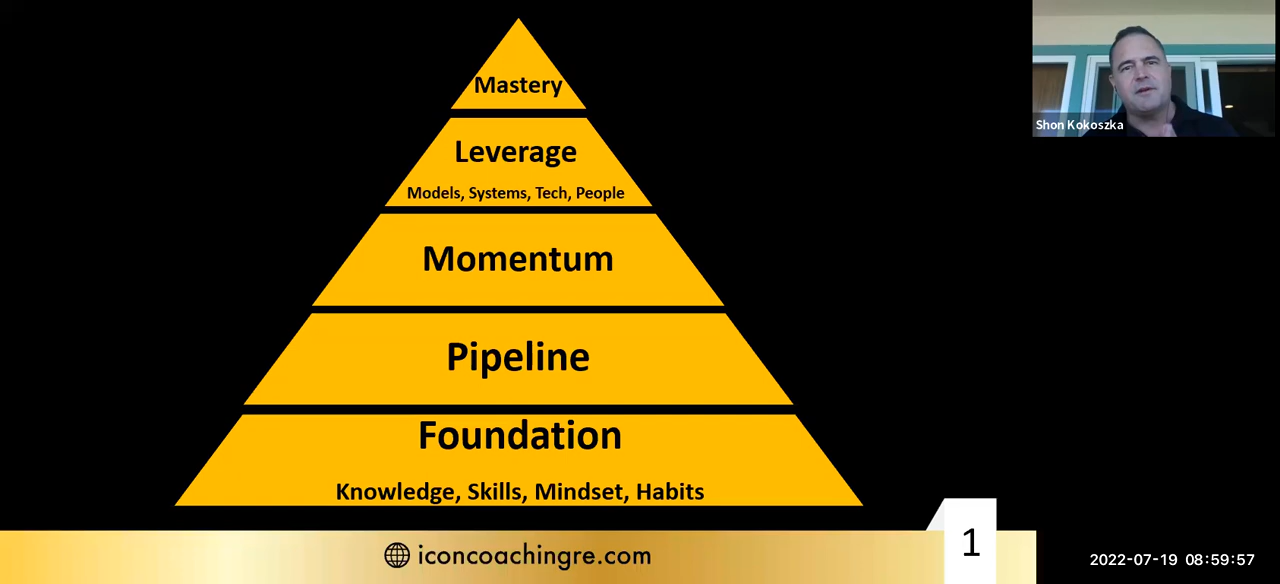 Mastery
Leverage
Models, Systems, Tech, People
Momentum
Pipeline
Foundation
Knowledge, Skills, Mindset, Habits
iconcoachingre.com
1
Shon Kokoszka
2022-07-19 08:59:57